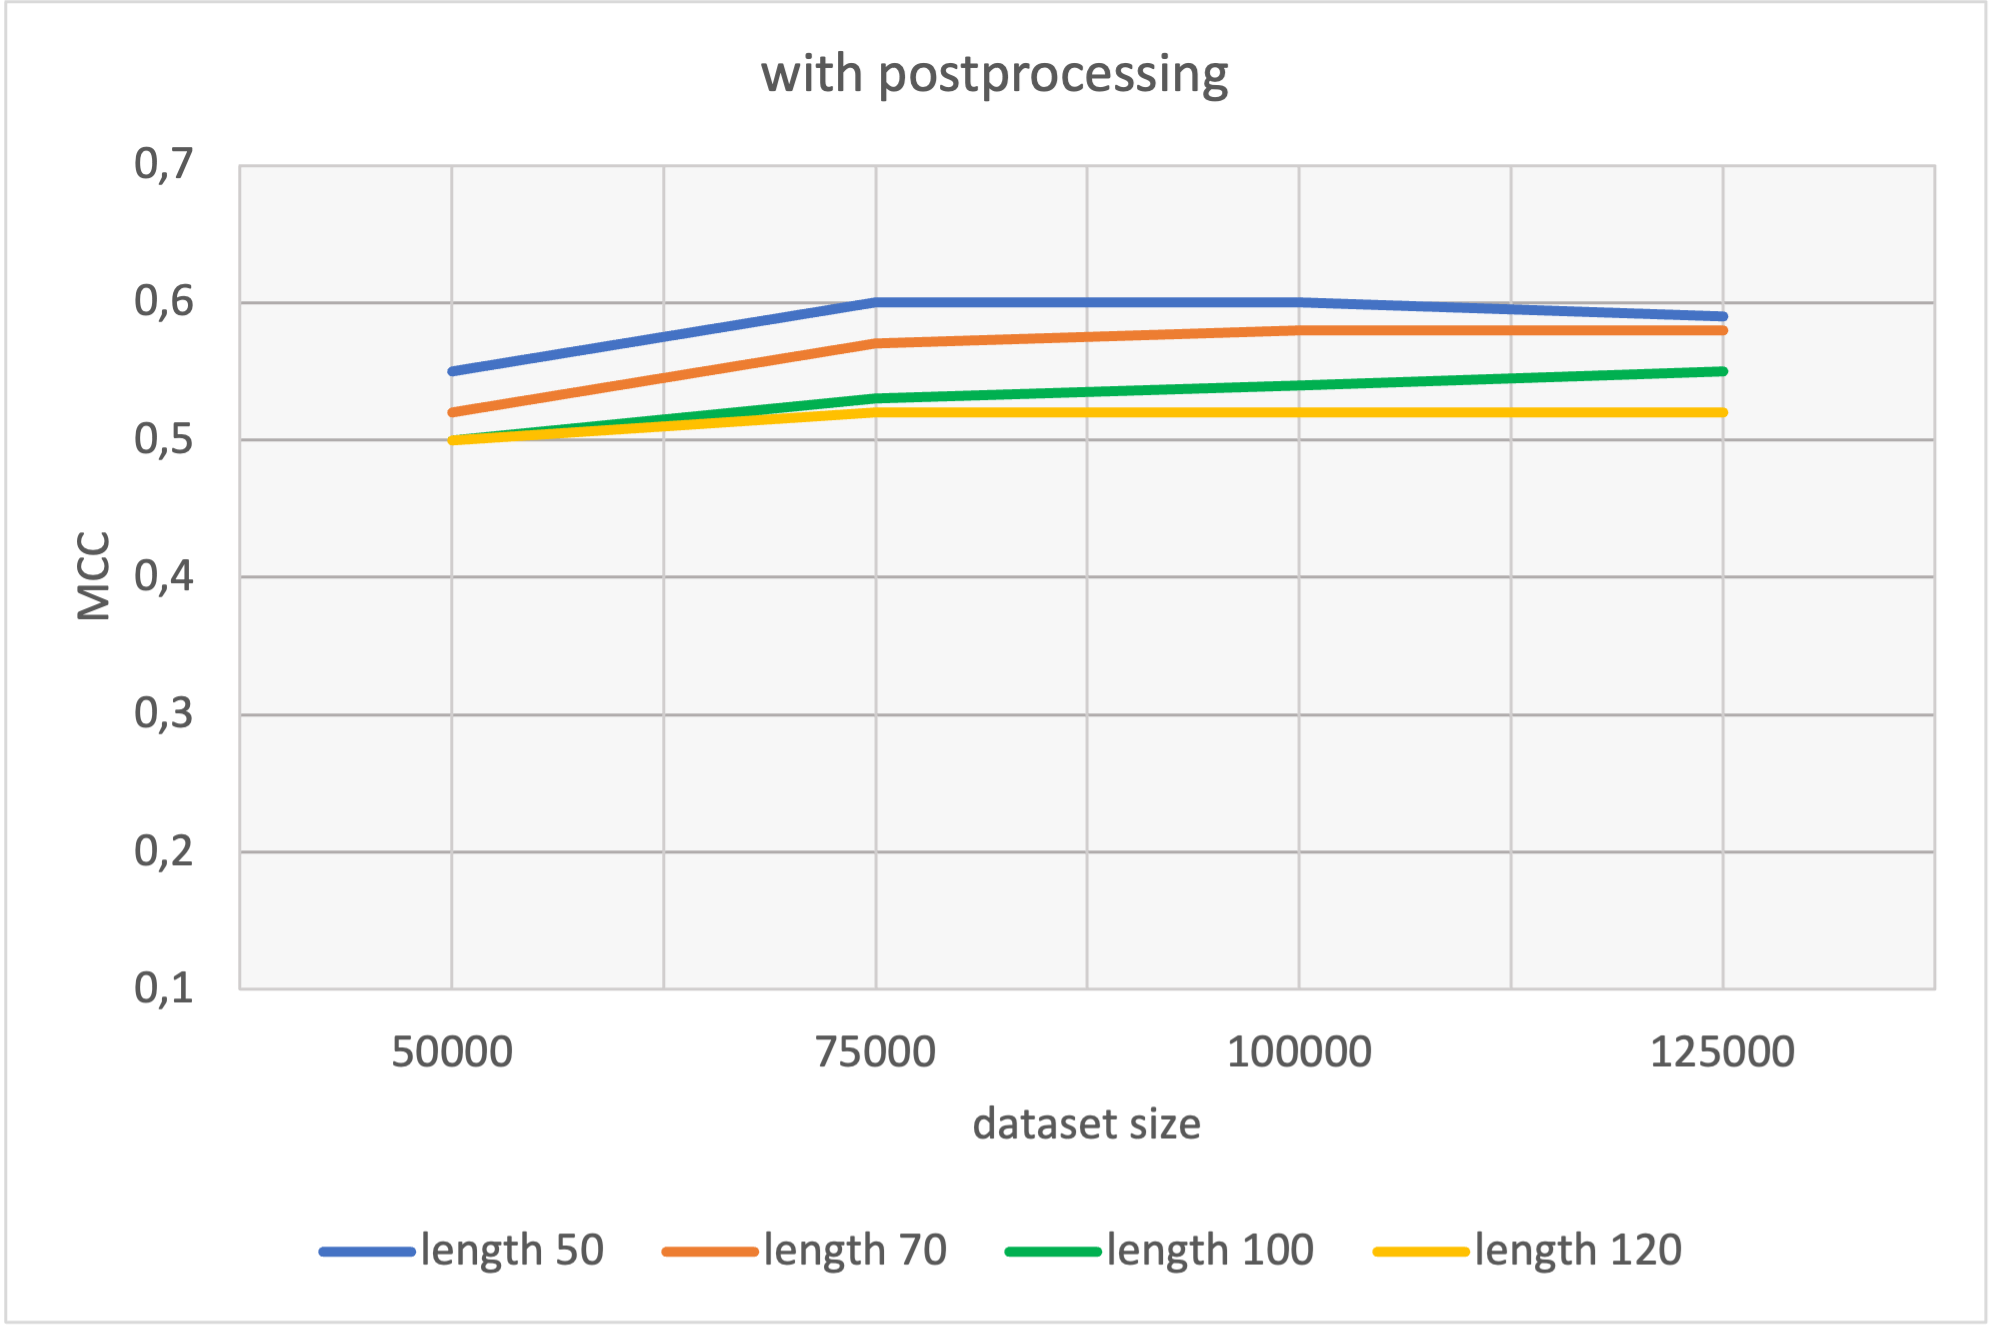 with postprocessing
0,7
0,6
0,5
0,4
0,3
0,2
0,1
MCC
50000 75000 100000 125000
dataset size
length 50 length 70 length 100 length 120